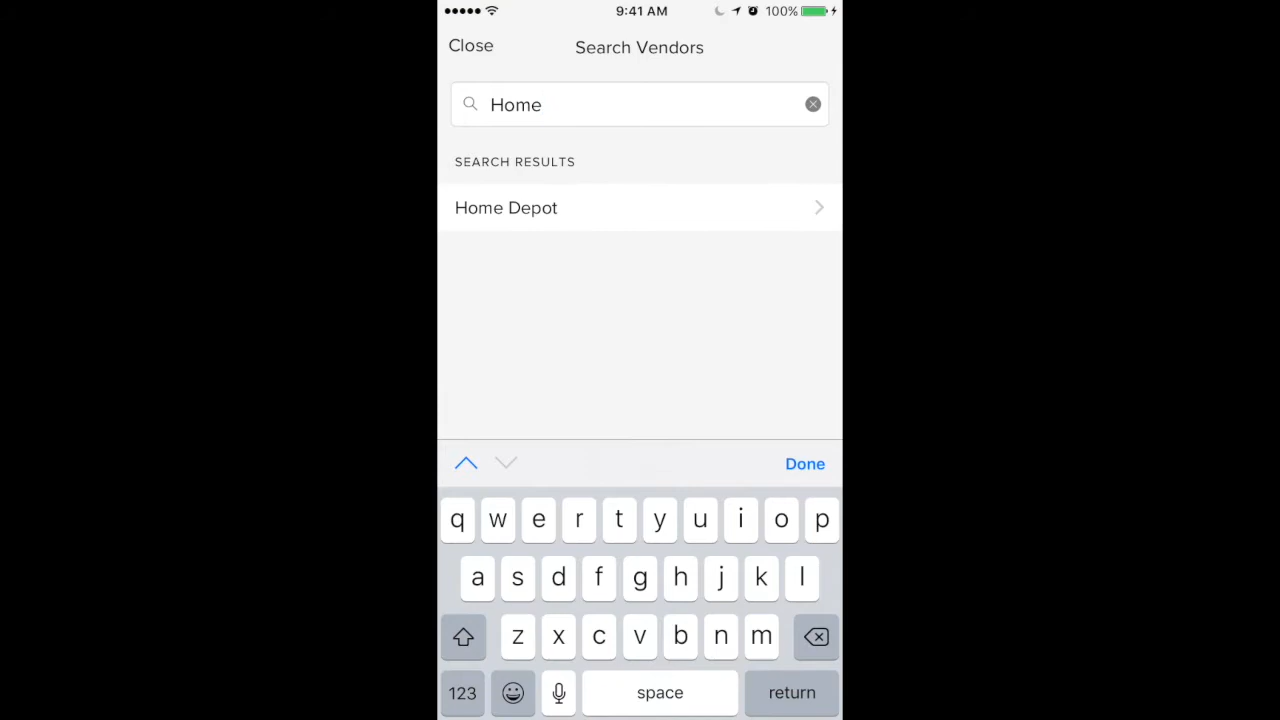 9:41 AM 100%
Close Search Vendors
Home
SEARCH RESULTS
Home Depot
Done
q w e r t y u i o p
a s d f g h j k l
z x c v b n m
123 space return